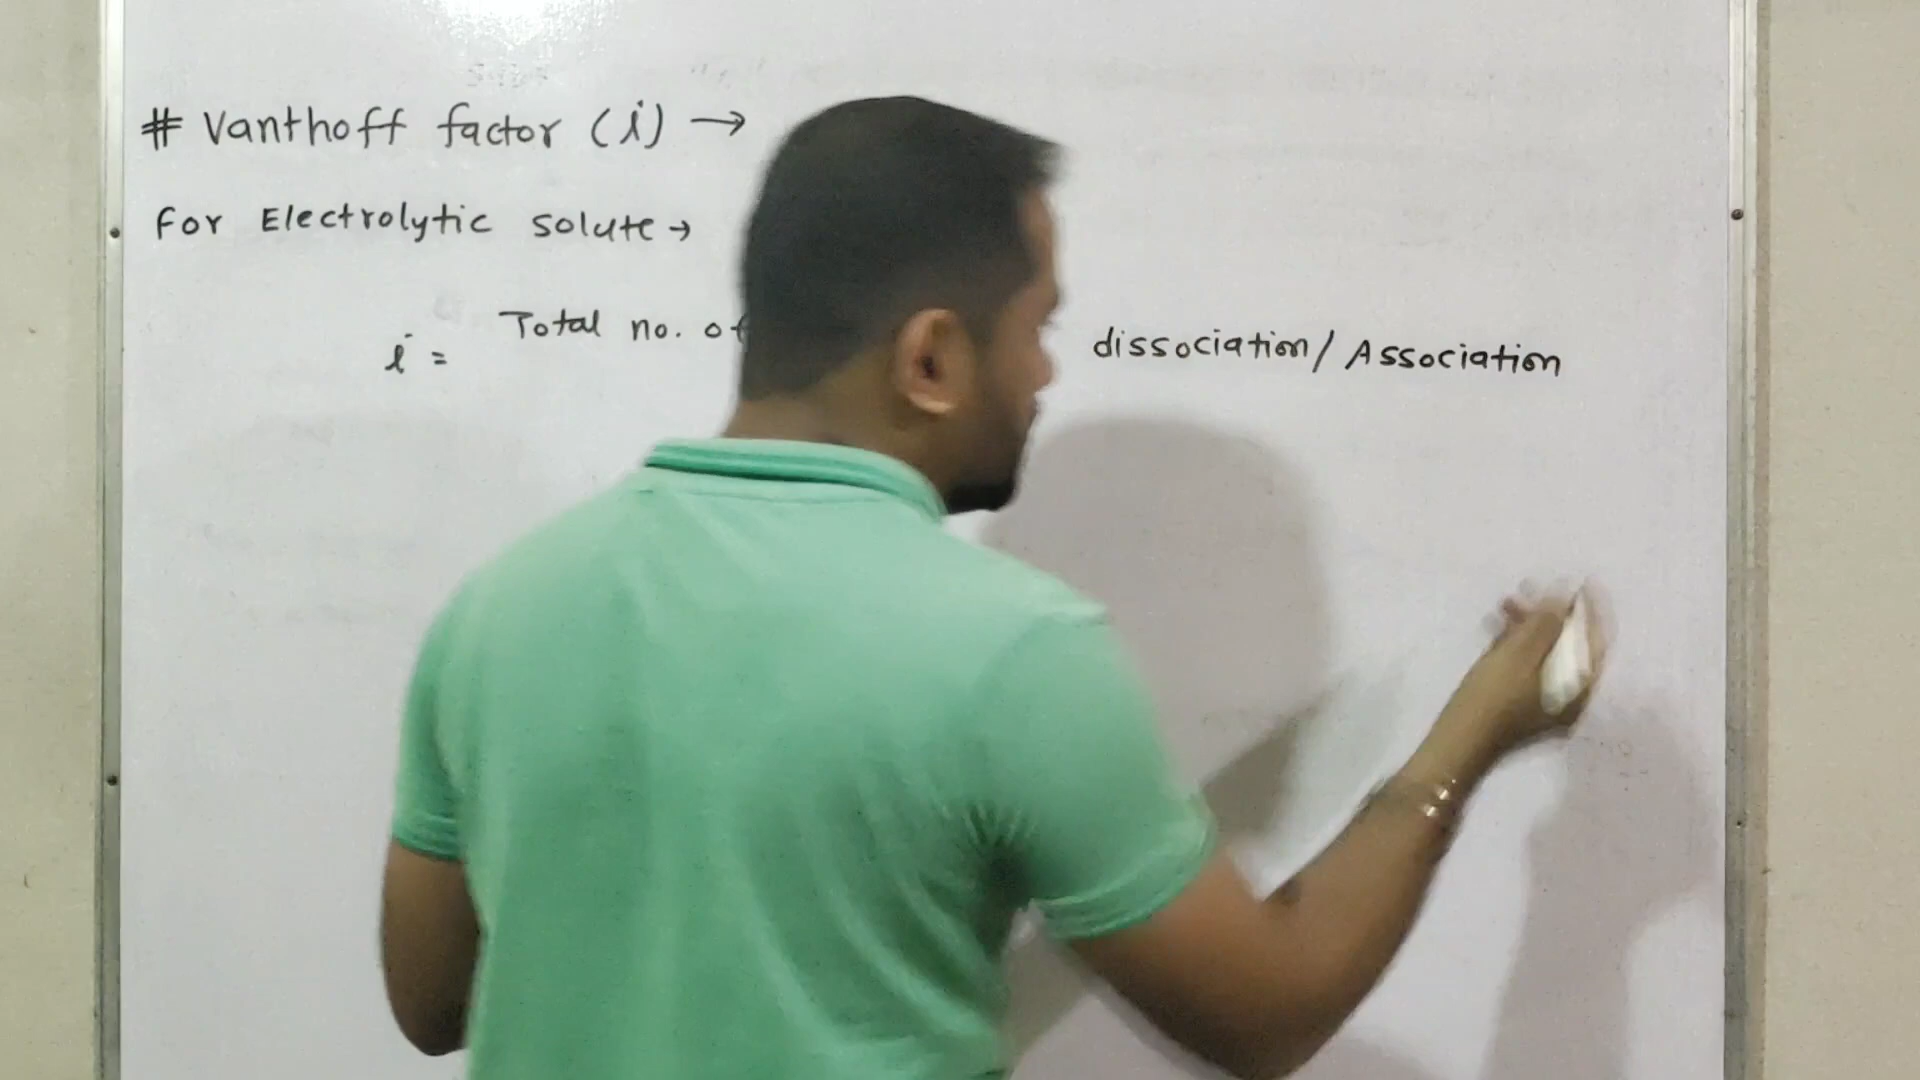 # Vanthoff factor (i) →
For Electrolytic solute →
i = Total no. of dissociation / Association